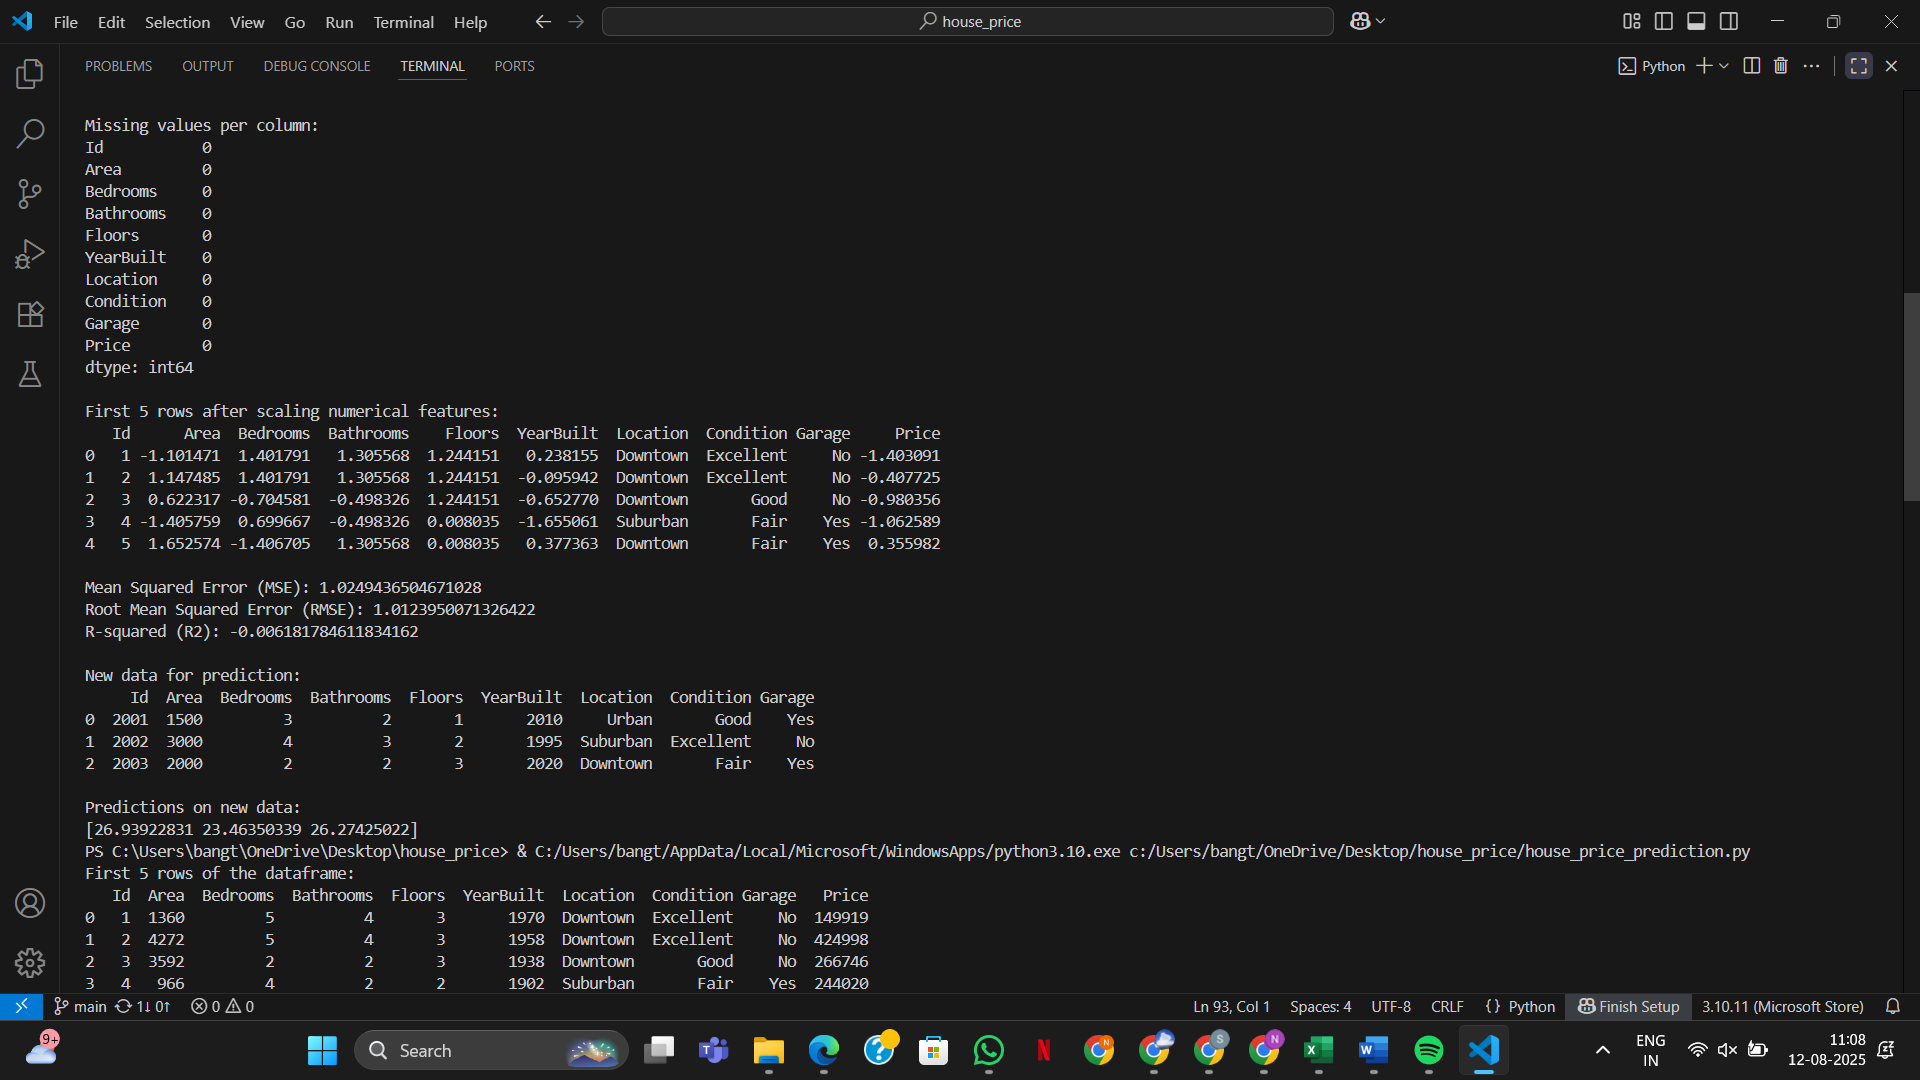 File Edit Selection View Go Run Terminal Help
house_price
PROBLEMS OUTPUT DEBUG CONSOLE TERMINAL PORTS
Python
Missing values per column:
Id 0
Area 0
Bedrooms 0
Bathrooms 0
Floors 0
YearBuilt 0
Location 0
Condition 0
Garage 0
Price 0
dtype: int64
First 5 rows after scaling numerical features:
Id Area Bedrooms Bathrooms Floors YearBuilt Location Condition Garage Price
0 1 -1.101471 1.401791 1.305568 1.244151 0.238155 Downtown Excellent No -1.403091
1 2 1.147485 1.401791 1.305568 1.244151 -0.095942 Downtown Excellent No -0.407725
2 3 0.622317 -0.704581 -0.498326 1.244151 -0.652770 Downtown Good No -0.980356
3 4 -1.405759 0.699667 -0.498326 0.008035 -1.655061 Suburban Fair Yes -1.062589
4 5 1.652574 -1.406705 1.305568 0.008035 0.377363 Downtown Fair Yes 0.355982
Mean Squared Error (MSE): 1.0249436504671028
Root Mean Squared Error (RMSE): 1.0123950071326422
R-squared (R2): -0.006181784611834162
New data for prediction:
Id Area Bedrooms Bathrooms Floors YearBuilt Location Condition Garage
0 2001 1500 3 2 1 2010 Urban Good Yes
1 2002 3000 4 3 2 1995 Suburban Excellent No
2 2003 2000 2 2 3 2020 Downtown Fair Yes
Predictions on new data:
[26.93922831 23.46350339 26.27425022]
PS C:\Users\bangt\OneDrive\Desktop\house_price> & C:/Users/bangt/AppData/Local/Microsoft/WindowsApps/python3.10.exe c:/Users/bangt/OneDrive/Desktop/house_price/house_price_prediction.py
First 5 rows of the dataframe:
Id Area Bedrooms Bathrooms Floors YearBuilt Location Condition Garage Price
0 1 1360 5 4 3 1970 Downtown Excellent No 149919
1 2 4272 5 4 3 1958 Downtown Excellent No 424998
2 3 3592 2 2 3 1938 Downtown Good No 266746
3 4 966 4 2 2 1902 Suburban Fair Yes 244020
main 1↓ 0↑ 0 0 Ln 93, Col 1 Spaces: 4 UTF-8 CRLF {} Python Finish Setup 3.10.11 (Microsoft Store)
9+ Search ENG 11:08
IN 12-08-2025